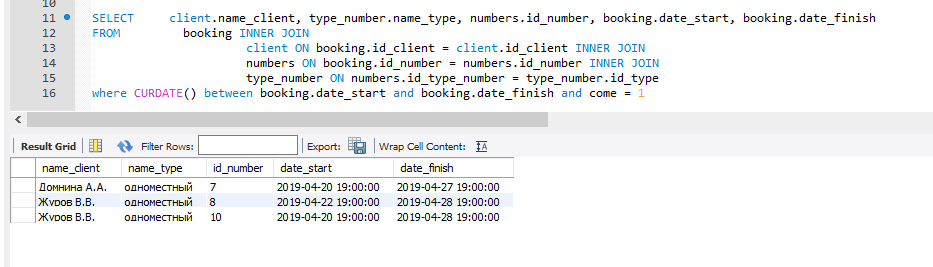 10
11 SELECT client.name_client, type_number.name_type, numbers.id_number, booking.date_start, booking.date_finish
12 FROM booking INNER JOIN
13 client ON booking.id_client = client.id_client INNER JOIN
14 numbers ON booking.id_number = numbers.id_number INNER JOIN
15 type_number ON numbers.id_type_number = type_number.id_type
16 where CURDATE() between booking.date_start and booking.date_finish and come = 1
Result Grid Filter Rows: Export: Wrap Cell Content:
name_client name_type id_number date_start date_finish
Домнина А.А. одноместный 7 2019-04-20 19:00:00 2019-04-27 19:00:00
Журов В.В. одноместный 8 2019-04-22 19:00:00 2019-04-28 19:00:00
Журов В.В. одноместный 10 2019-04-20 19:00:00 2019-04-28 19:00:00